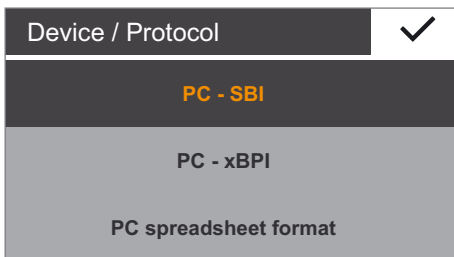 Device / Protocol
PC - SBI
PC - xBPI
PC spreadsheet format